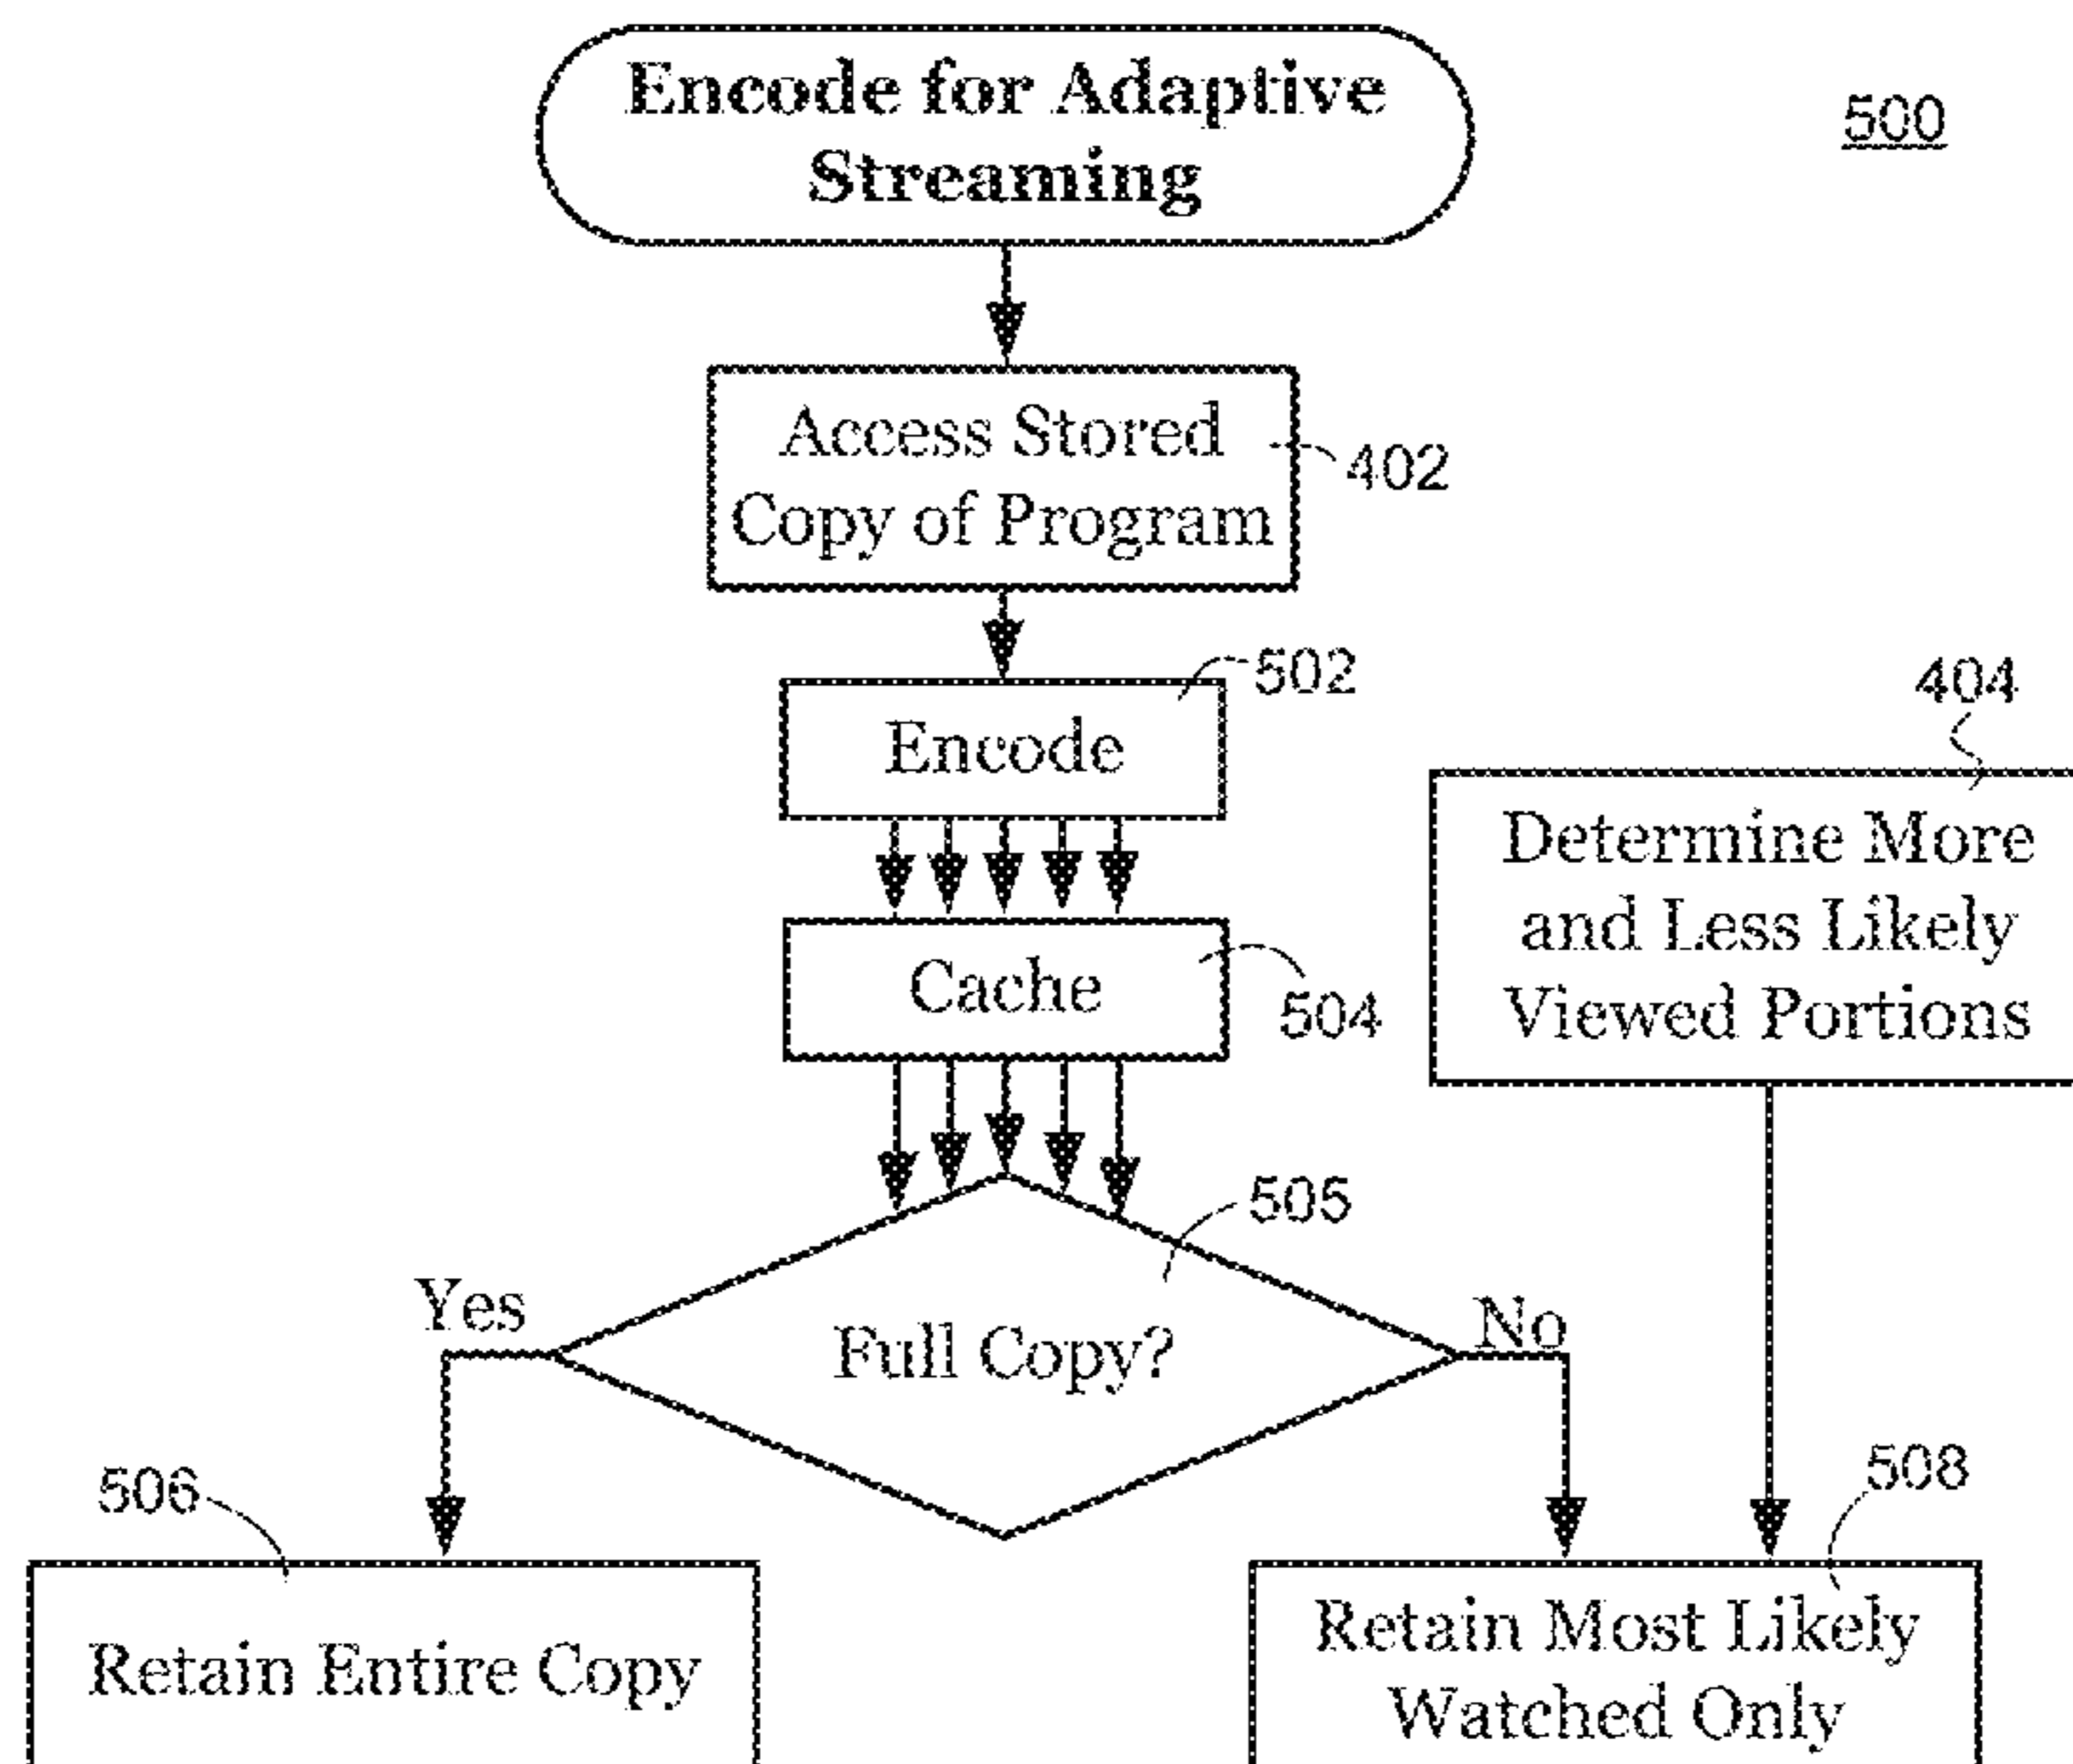 Encode for Adaptive
Streaming
500
Access Stored
Copy of Program
402
502
Encode
404
Determine More
and Less Likely
Viewed Portions
Cache
504
505
Yes
No
Full Copy?
506
508
Retain Entire Copy
Retain Most Likely
Watched Only